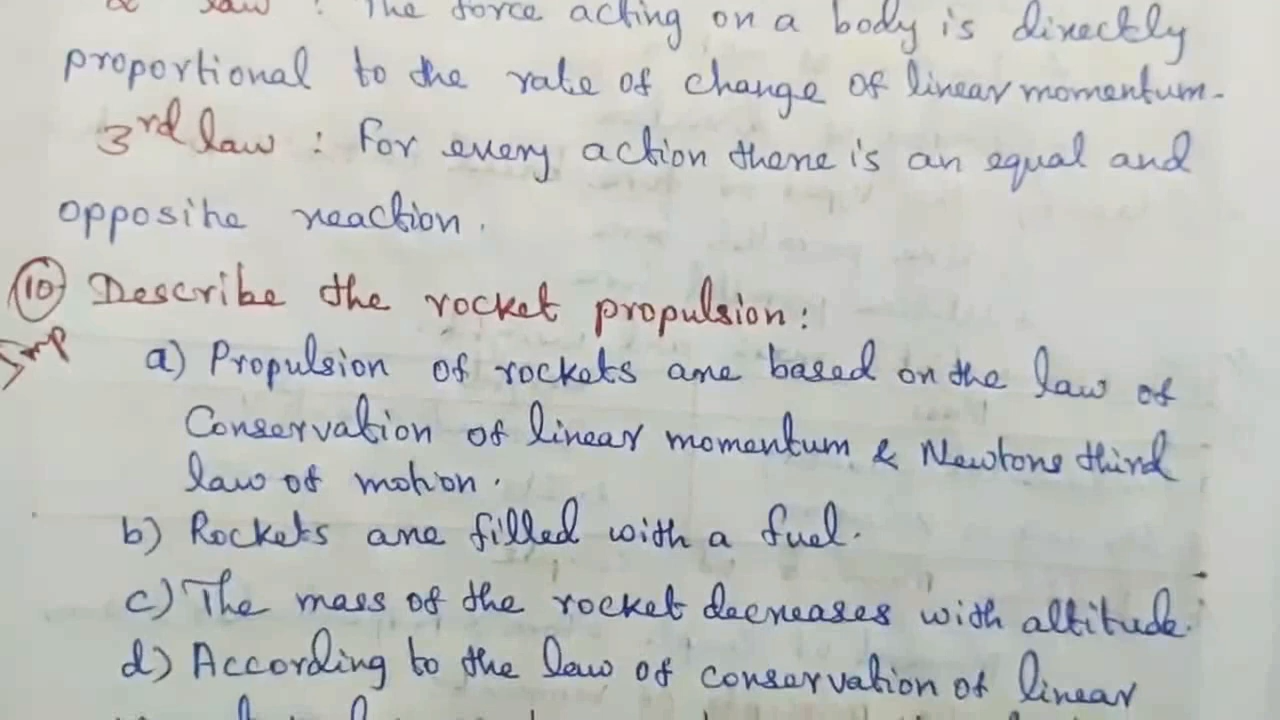 law : The force acting on a body is directly
proportional to the rate of change of linear momentum.
3rd law : For every action there is an equal and
opposite reaction.
10 Describe the rocket propulsion :
Imp
a) Propulsion of rockets are based on the law of
Conservation of linear momentum & Newtons third
law of motion.
b) Rockets are filled with a fuel.
c) The mass of the rocket decreases with altitude.
d) According to the law of conservation of linear